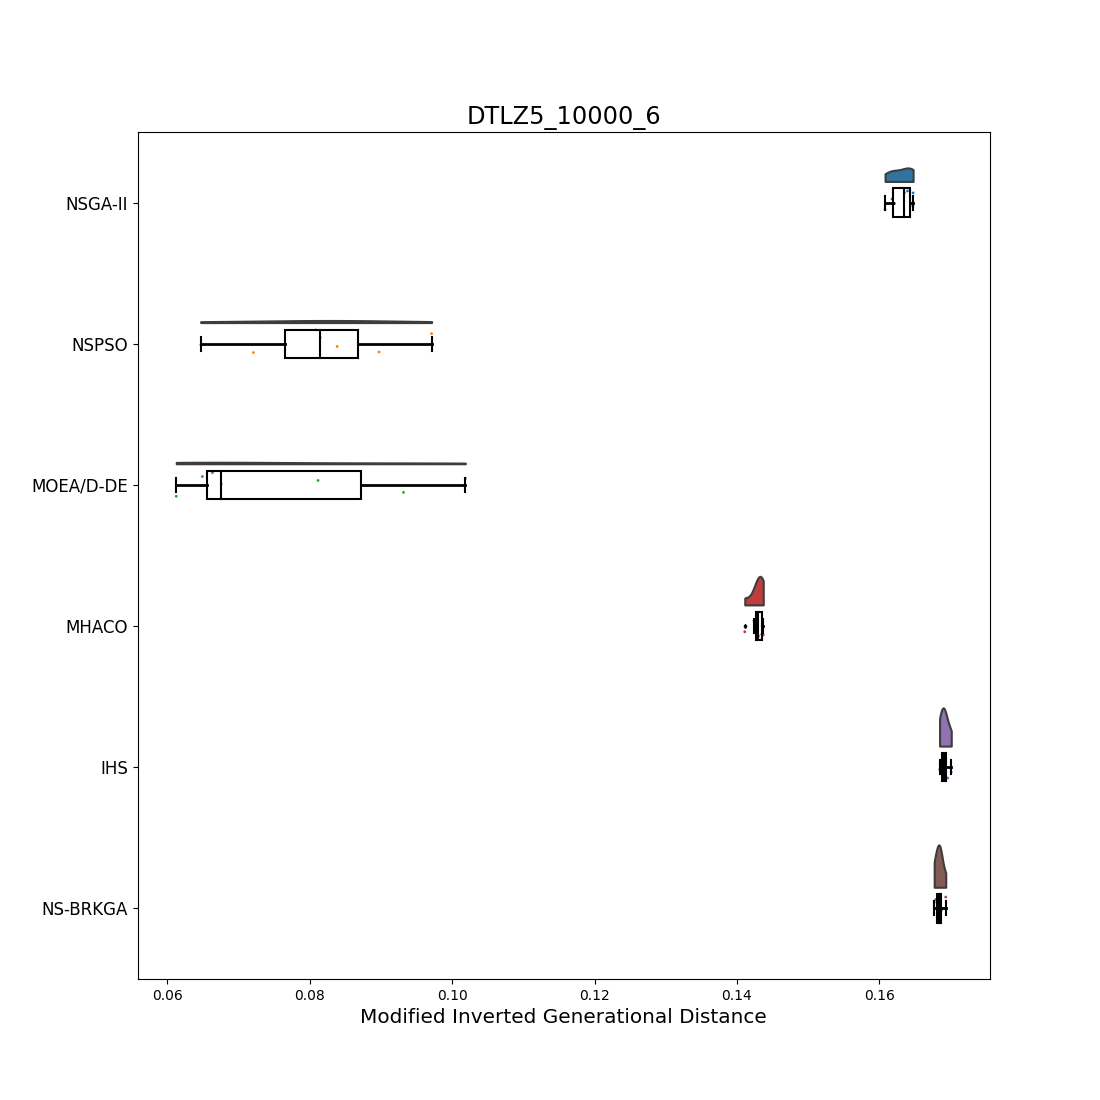 DTLZ5_10000_6
NSGA-II
NSPSO
MOEA/D-DE
MHACO
IHS
NS-BRKGA
0.06 0.08 0.10 0.12 0.14 0.16
Modified Inverted Generational Distance